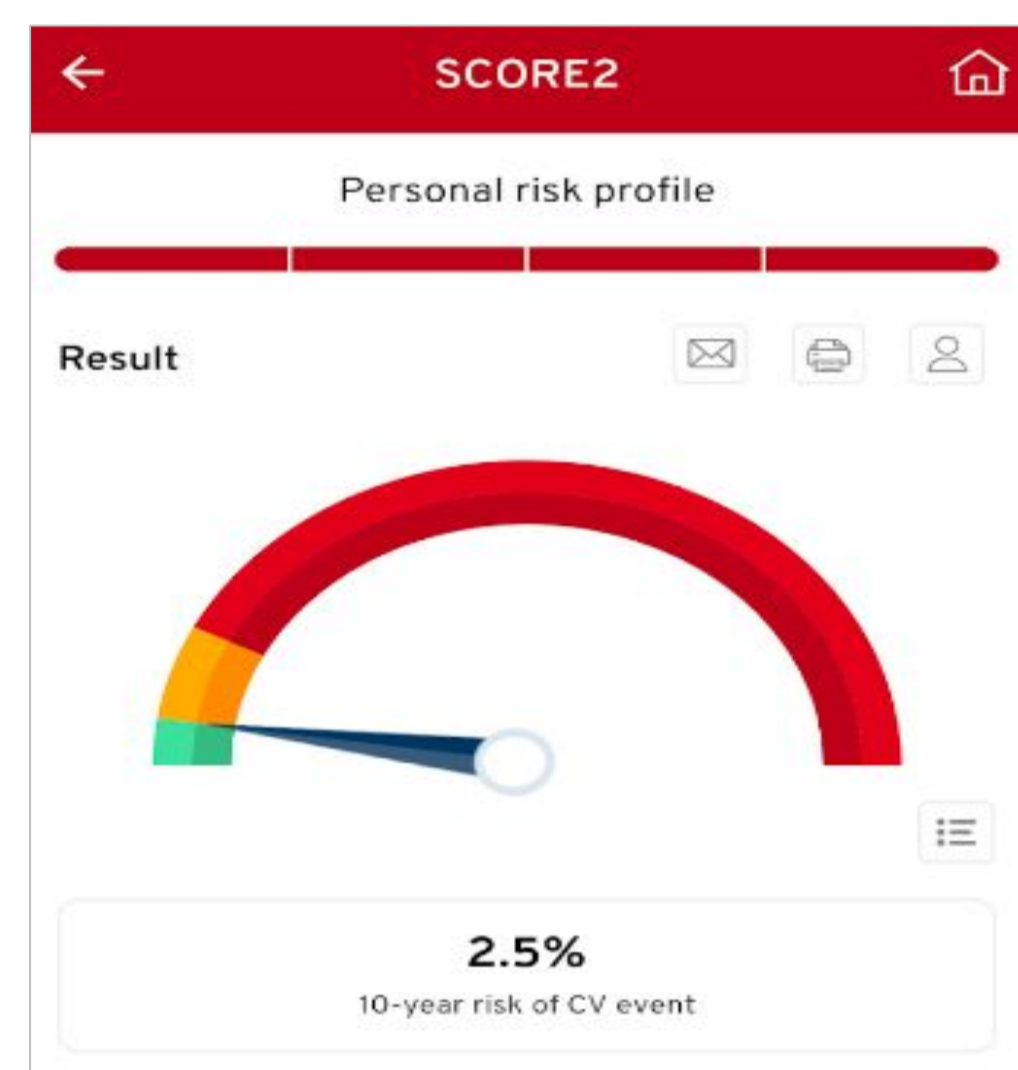 SCORE2
Personal risk profile
Result
2.5%
10-year risk of CV event